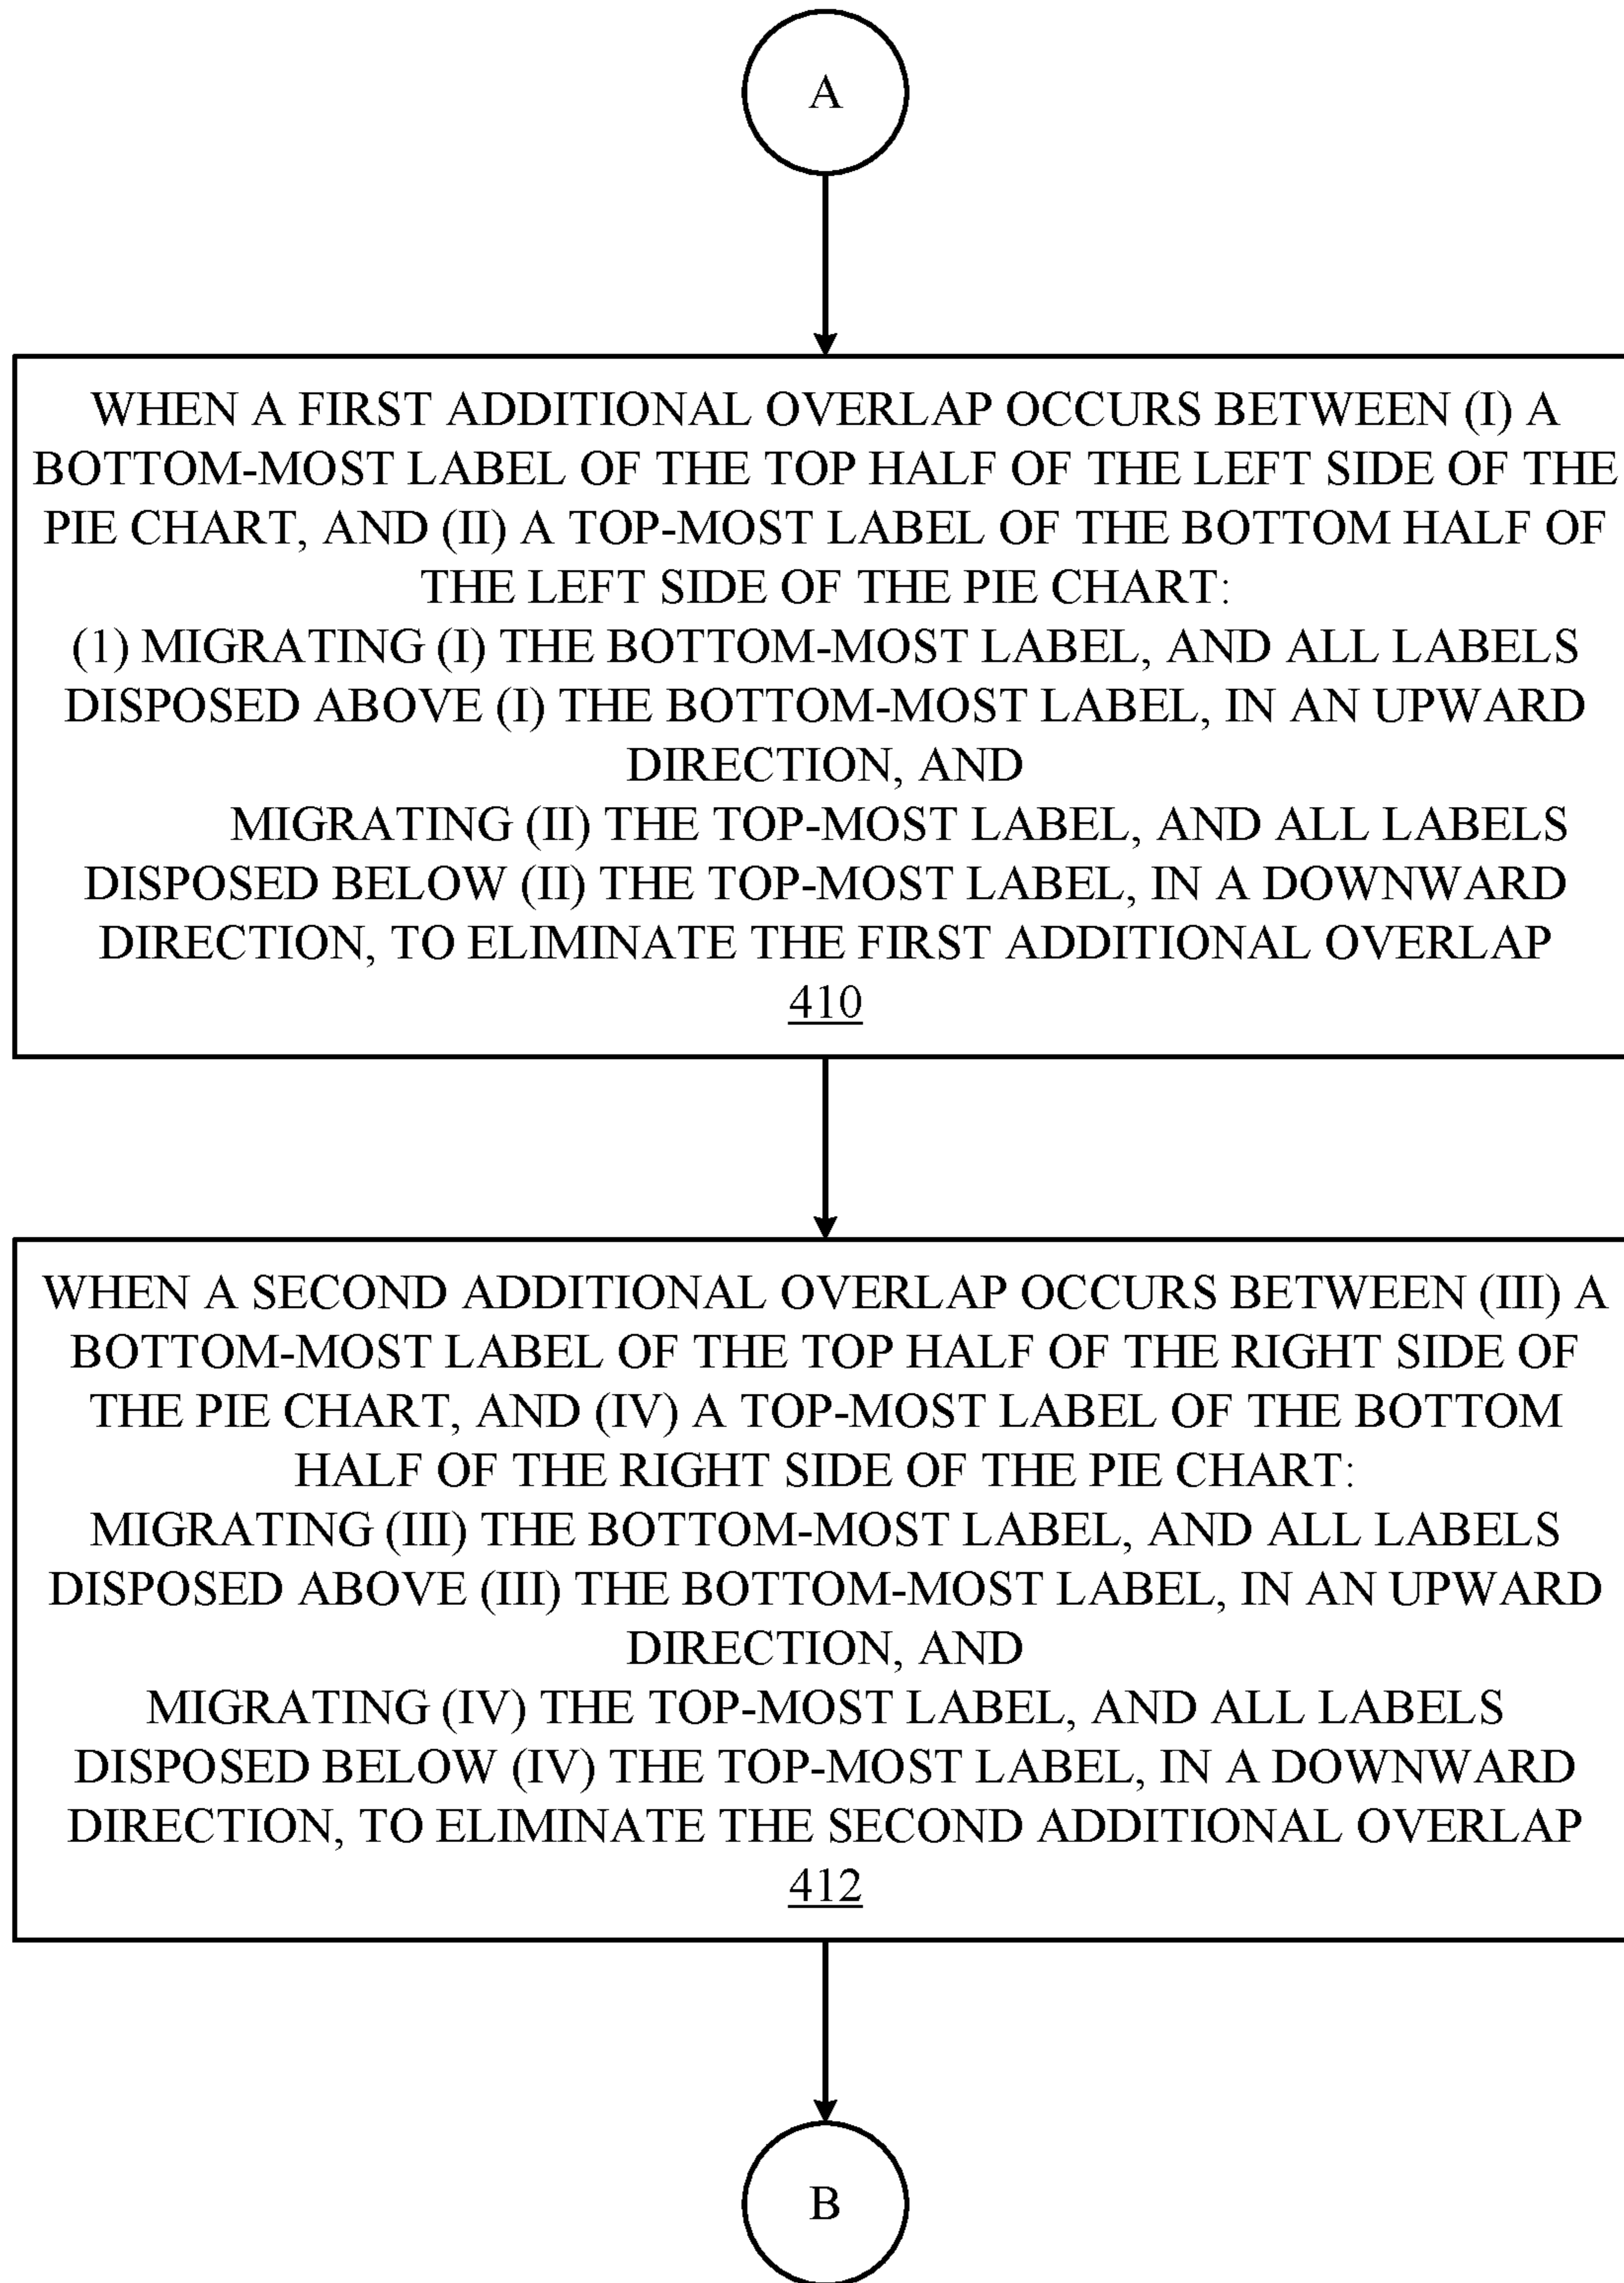 A
WHEN A FIRST ADDITIONAL OVERLAP OCCURS BETWEEN (I) A
BOTTOM-MOST LABEL OF THE TOP HALF OF THE LEFT SIDE OF THE
PIE CHART, AND (II) A TOP-MOST LABEL OF THE BOTTOM HALF OF
THE LEFT SIDE OF THE PIE CHART:
(1) MIGRATING (I) THE BOTTOM-MOST LABEL, AND ALL LABELS
DISPOSED ABOVE (I) THE BOTTOM-MOST LABEL, IN AN UPWARD
DIRECTION, AND
MIGRATING (II) THE TOP-MOST LABEL, AND ALL LABELS
DISPOSED BELOW (II) THE TOP-MOST LABEL, IN A DOWNWARD
DIRECTION, TO ELIMINATE THE FIRST ADDITIONAL OVERLAP
410
WHEN A SECOND ADDITIONAL OVERLAP OCCURS BETWEEN (III) A
BOTTOM-MOST LABEL OF THE TOP HALF OF THE RIGHT SIDE OF
THE PIE CHART, AND (IV) A TOP-MOST LABEL OF THE BOTTOM
HALF OF THE RIGHT SIDE OF THE PIE CHART:
MIGRATING (III) THE BOTTOM-MOST LABEL, AND ALL LABELS
DISPOSED ABOVE (III) THE BOTTOM-MOST LABEL, IN AN UPWARD
DIRECTION, AND
MIGRATING (IV) THE TOP-MOST LABEL, AND ALL LABELS
DISPOSED BELOW (IV) THE TOP-MOST LABEL, IN A DOWNWARD
DIRECTION, TO ELIMINATE THE SECOND ADDITIONAL OVERLAP
412
B